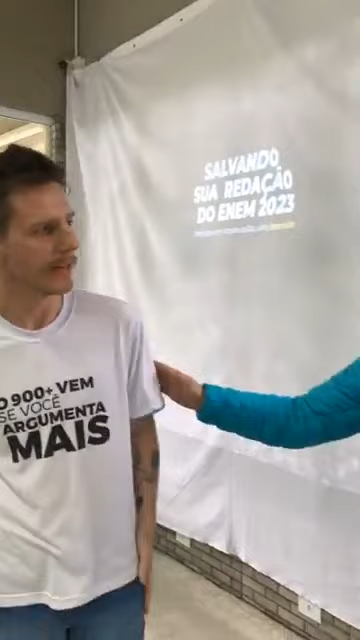 SALVANDO
SUA REDAÇÃO
DO ENEM 2023
O 900+ VEM
SE VOCÊ
ARGUMENTA
MAIS